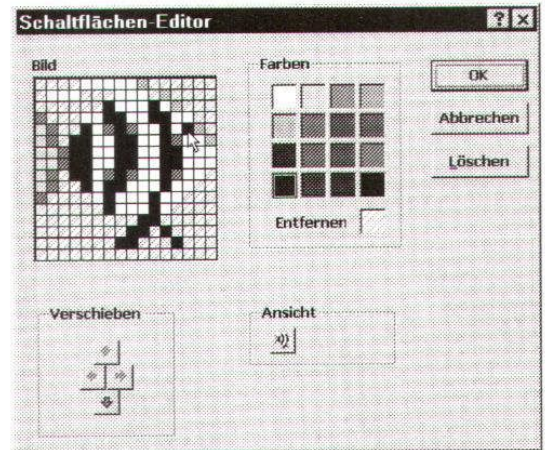 Schaltflächen-Editor
Bild
Farben
OK
Abbrechen
Löschen
Entfernen
Verschieben
Ansicht